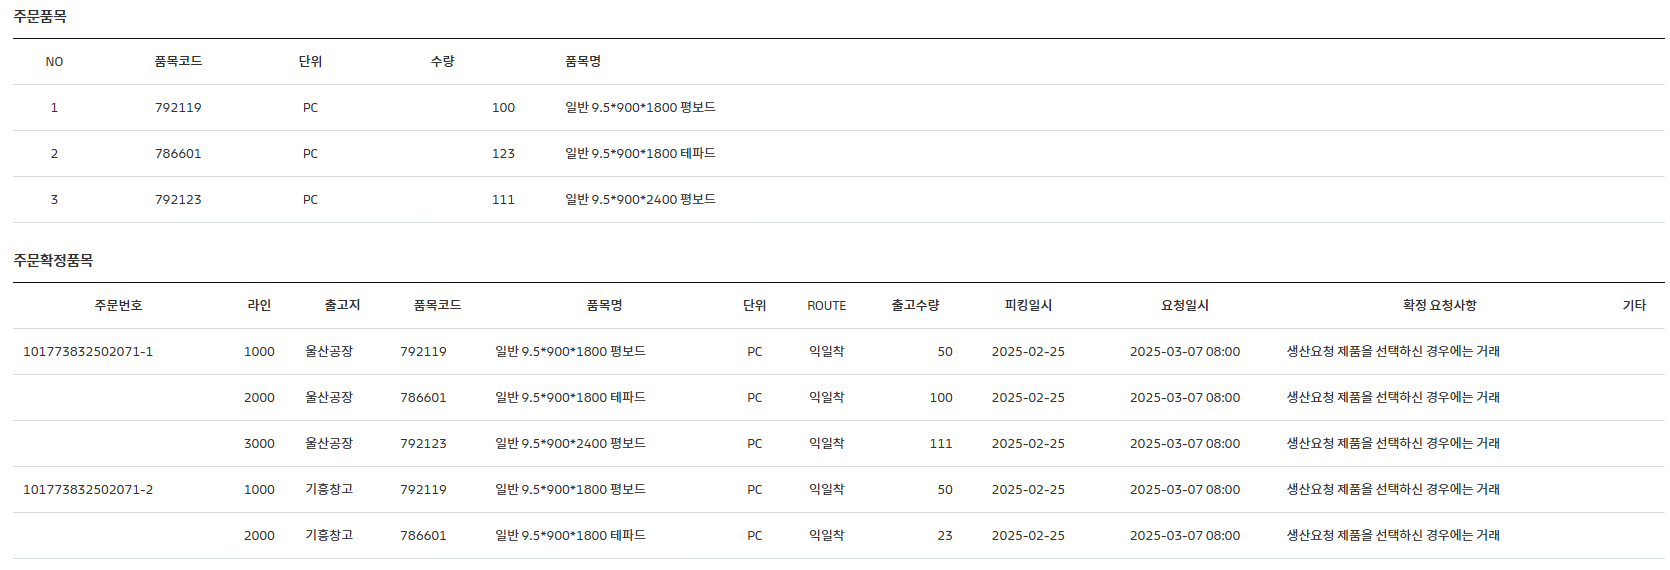 주문품목
NO 품목코드 단위 수량 품목명
1 792119 PC 100 일반 9.5*900*1800 평보드
2 786601 PC 123 일반 9.5*900*1800 테파드
3 792123 PC 111 일반 9.5*900*2400 평보드
주문확정품목
주문번호 라인 출고지 품목코드 품목명 단위 ROUTE 출고수량 피킹일시 요청일시 확정 요청사항 기타
101773832502071-1 1000 울산공장 792119 일반 9.5*900*1800 평보드 PC 익일착 50 2025-02-25 2025-03-07 08:00 생산요청 제품을 선택하신 경우에는 거래
2000 울산공장 786601 일반 9.5*900*1800 테파드 PC 익일착 100 2025-02-25 2025-03-07 08:00 생산요청 제품을 선택하신 경우에는 거래
3000 울산공장 792123 일반 9.5*900*2400 평보드 PC 익일착 111 2025-02-25 2025-03-07 08:00 생산요청 제품을 선택하신 경우에는 거래
101773832502071-2 1000 기흥창고 792119 일반 9.5*900*1800 평보드 PC 익일착 50 2025-02-25 2025-03-07 08:00 생산요청 제품을 선택하신 경우에는 거래
2000 기흥창고 786601 일반 9.5*900*1800 테파드 PC 익일착 23 2025-02-25 2025-03-07 08:00 생산요청 제품을 선택하신 경우에는 거래